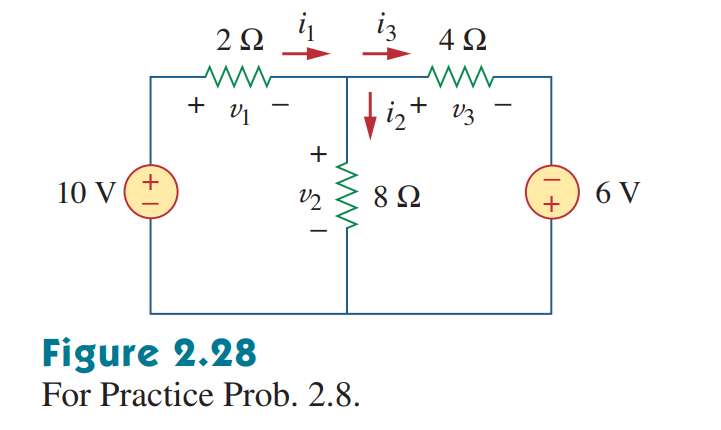 2 Ω i1 i3 4 Ω
+ v1 − i2 + v3 −
+
10 V + − v2 8 Ω − + 6 V
−
Figure 2.28
For Practice Prob. 2.8.